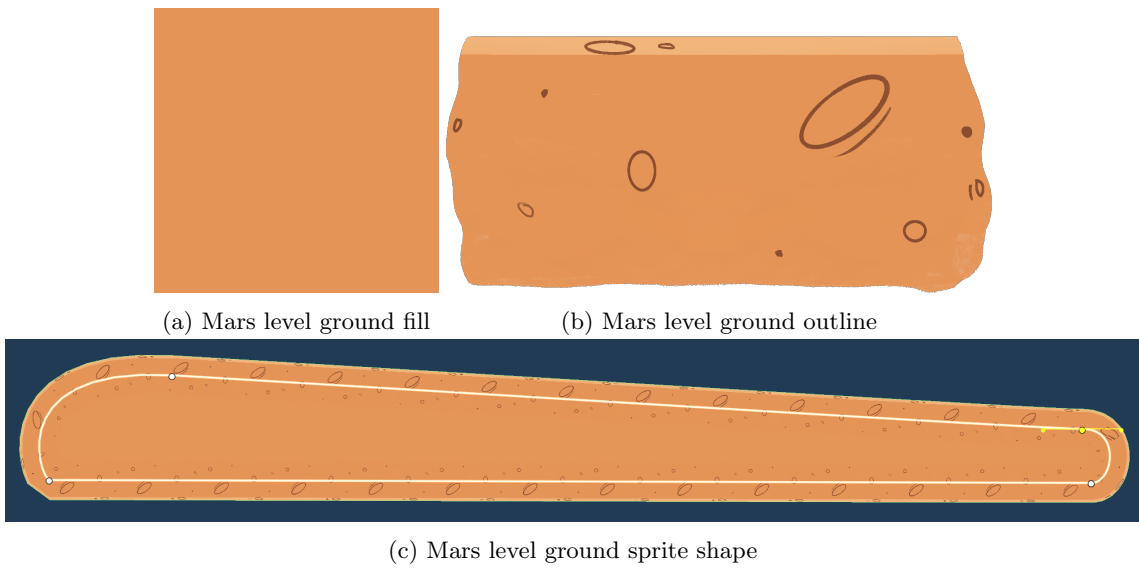 (a) Mars level ground fill
(b) Mars level ground outline
(c) Mars level ground sprite shape